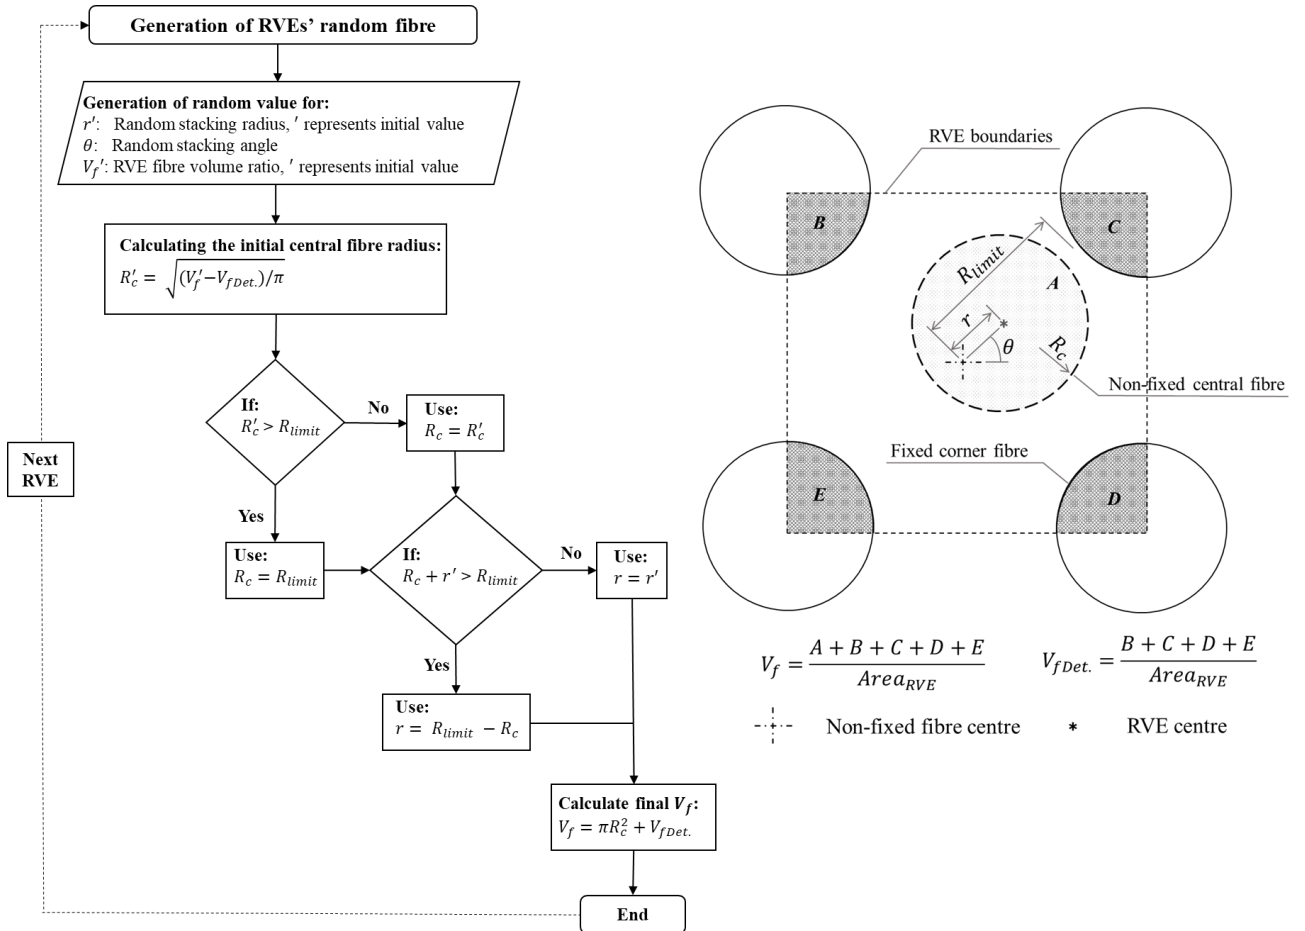 Generation of RVEs' random fibre
Generation of random value for:
r′: Random stacking radius, ′ represents initial value
θ: Random stacking angle
V_f′: RVE fibre volume ratio, ′ represents initial value
Calculating the initial central fibre radius:
R_c′ = √((V_f′−V_fDet.)/π)
If:
R_c′ > R_limit
No
Use:
R_c = R_c′
Yes
Use:
R_c = R_limit
If:
R_c + r′ > R_limit
No
Use:
r = r′
Yes
Use:
r = R_limit − R_c
Calculate final V_f:
V_f = πR_c² + V_fDet.
End
Next
RVE
RVE boundaries
B
C
R_limit
A
r
θ
R_c
Non-fixed central fibre
Fixed corner fibre
E
D
V_f = (A + B + C + D + E) / Area_RVE
V_fDet. = (B + C + D + E) / Area_RVE
Non-fixed fibre centre
* RVE centre